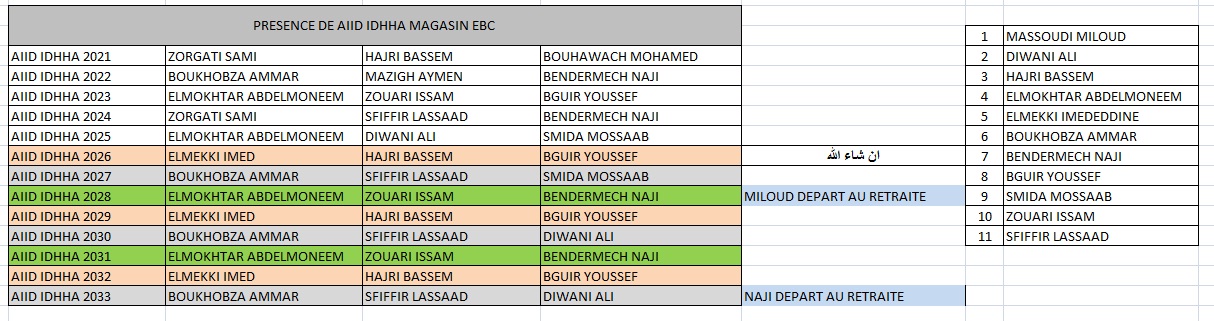 PRESENCE DE AIID IDHHA MAGASIN EBC
AIID IDHHA 2021 ZORGATI SAMI HAJRI BASSEM BOUHAWACH MOHAMED
AIID IDHHA 2022 BOUKHOBZA AMMAR MAZIGH AYMEN BENDERMECH NAJI
AIID IDHHA 2023 ELMOKHTAR ABDELMONEEM ZOUARI ISSAM BGUIR YOUSSEF
AIID IDHHA 2024 ZORGATI SAMI SFIFFIR LASSAAD BENDERMECH NAJI
AIID IDHHA 2025 ELMOKHTAR ABDELMONEEM DIWANI ALI SMIDA MOSSAAB
AIID IDHHA 2026 ELMEKKI IMED HAJRI BASSEM BGUIR YOUSSEF ان شاء الله
AIID IDHHA 2027 BOUKHOBZA AMMAR SFIFFIR LASSAAD SMIDA MOSSAAB
AIID IDHHA 2028 ELMOKHTAR ABDELMONEEM ZOUARI ISSAM BENDERMECH NAJI MILOUD DEPART AU RETRAITE
AIID IDHHA 2029 ELMEKKI IMED HAJRI BASSEM BGUIR YOUSSEF
AIID IDHHA 2030 BOUKHOBZA AMMAR SFIFFIR LASSAAD DIWANI ALI
AIID IDHHA 2031 ELMOKHTAR ABDELMONEEM ZOUARI ISSAM BENDERMECH NAJI
AIID IDHHA 2032 ELMEKKI IMED HAJRI BASSEM BGUIR YOUSSEF
AIID IDHHA 2033 BOUKHOBZA AMMAR SFIFFIR LASSAAD DIWANI ALI NAJI DEPART AU RETRAITE
1 MASSOUDI MILOUD
2 DIWANI ALI
3 HAJRI BASSEM
4 ELMOKHTAR ABDELMONEEM
5 ELMEKKI IMEDEDDINE
6 BOUKHOBZA AMMAR
7 BENDERMECH NAJI
8 BGUIR YOUSSEF
9 SMIDA MOSSAAB
10 ZOUARI ISSAM
11 SFIFFIR LASSAAD